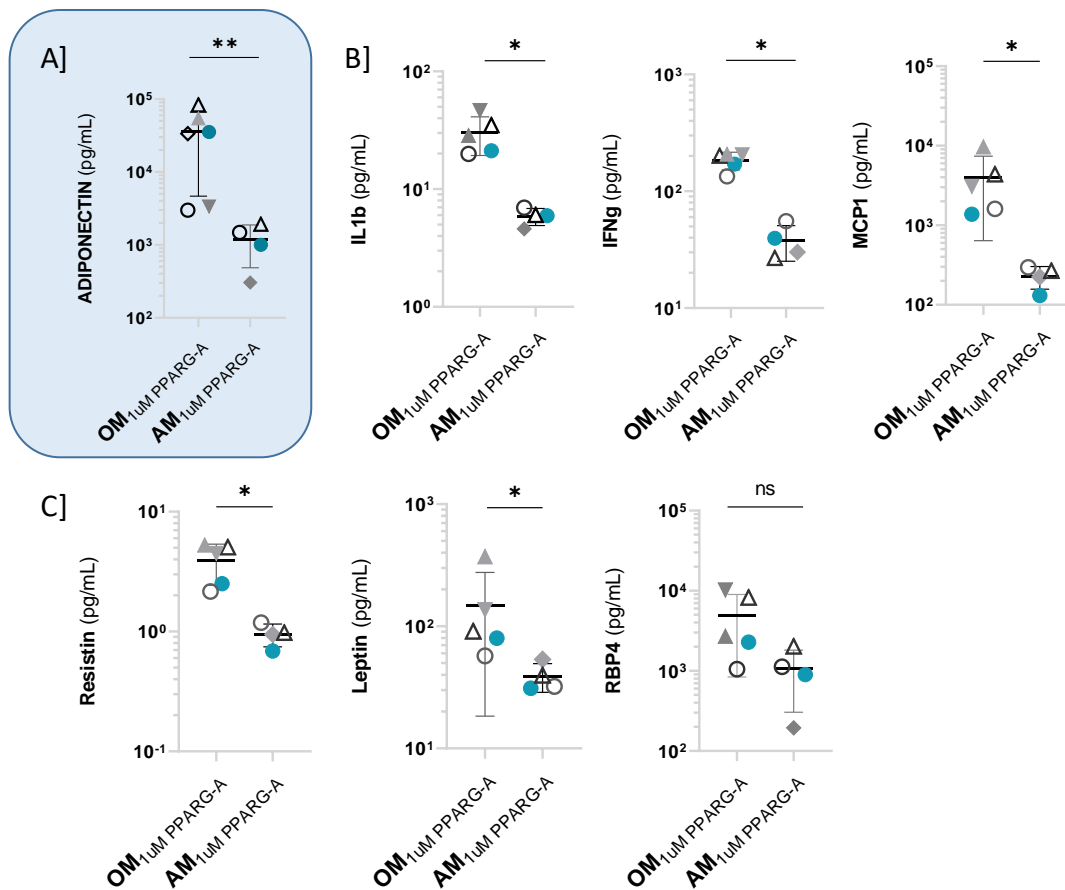 A]
**
ADIPONECTIN (pg/mL)
10⁵
10⁴
10³
10²
OM1uM PPARG-A
AM1uM PPARG-A
B]
*
IL1b (pg/mL)
10²
10¹
10⁰
OM1uM PPARG-A
AM1uM PPARG-A
*
IFNg (pg/mL)
10³
10²
10¹
OM1uM PPARG-A
AM1uM PPARG-A
*
MCP1 (pg/mL)
10⁵
10⁴
10³
10²
OM1uM PPARG-A
AM1uM PPARG-A
C]
*
Resistin (pg/mL)
10¹
10⁰
10⁻¹
OM1uM PPARG-A
AM1uM PPARG-A
*
Leptin (pg/mL)
10³
10²
10¹
OM1uM PPARG-A
AM1uM PPARG-A
ns
RBP4 (pg/mL)
10⁵
10⁴
10³
10²
OM1uM PPARG-A
AM1uM PPARG-A